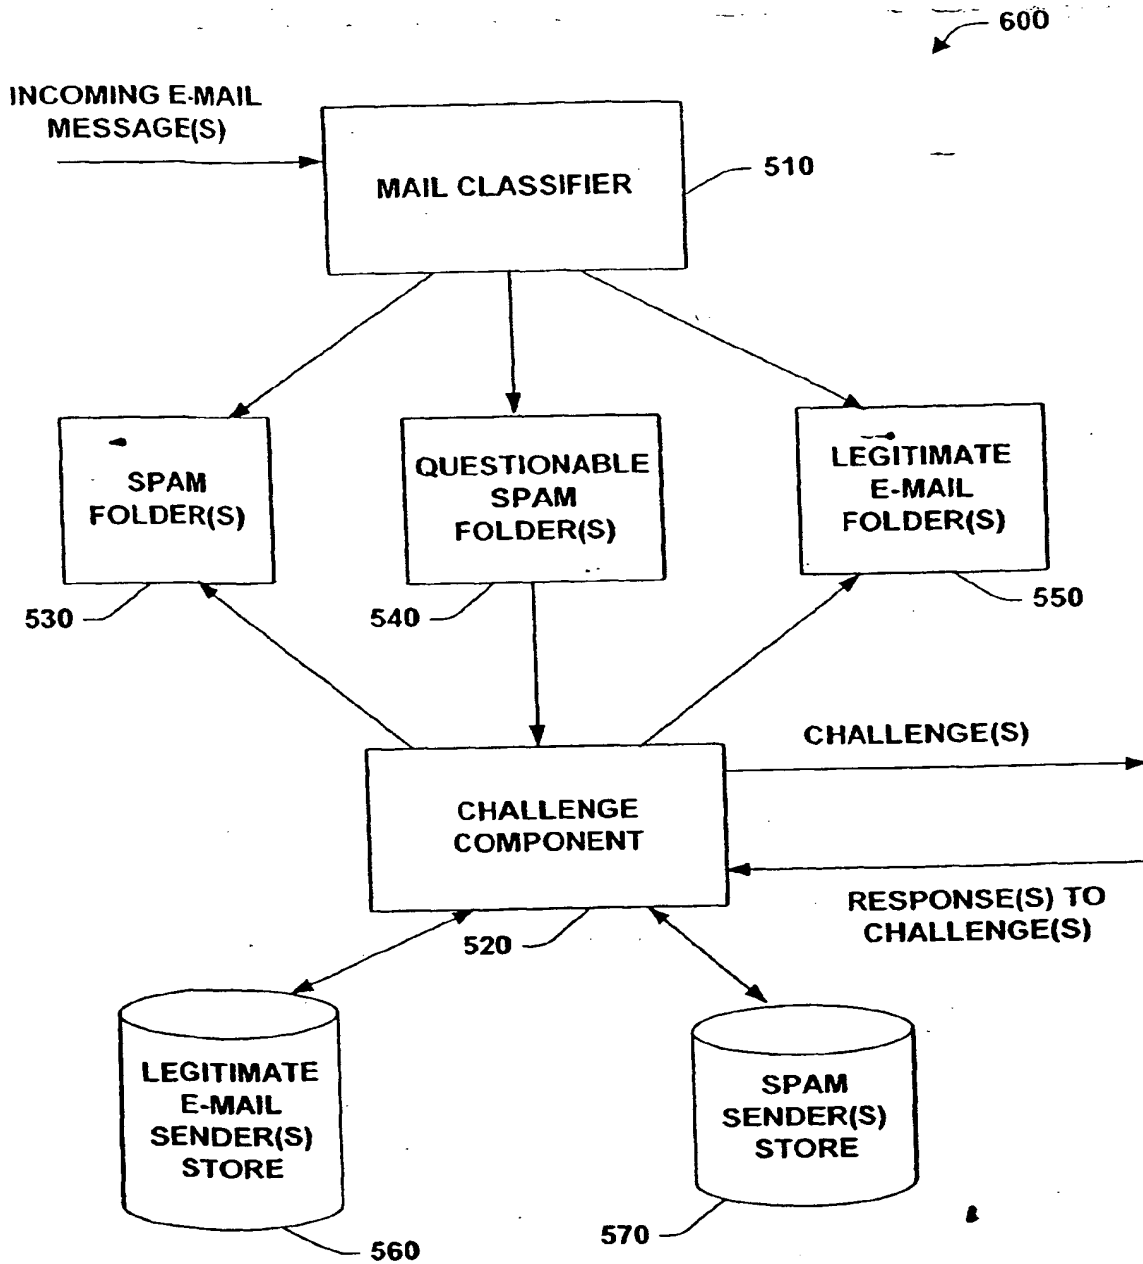 600
INCOMING E-MAIL
MESSAGE(S)
MAIL CLASSIFIER
510
SPAM
FOLDER(S)
530
QUESTIONABLE
SPAM
FOLDER(S)
540
LEGITIMATE
E-MAIL
FOLDER(S)
550
CHALLENGE(S)
CHALLENGE
COMPONENT
520
RESPONSE(S) TO
CHALLENGE(S)
LEGITIMATE
E-MAIL
SENDER(S)
STORE
560
SPAM
SENDER(S)
STORE
570